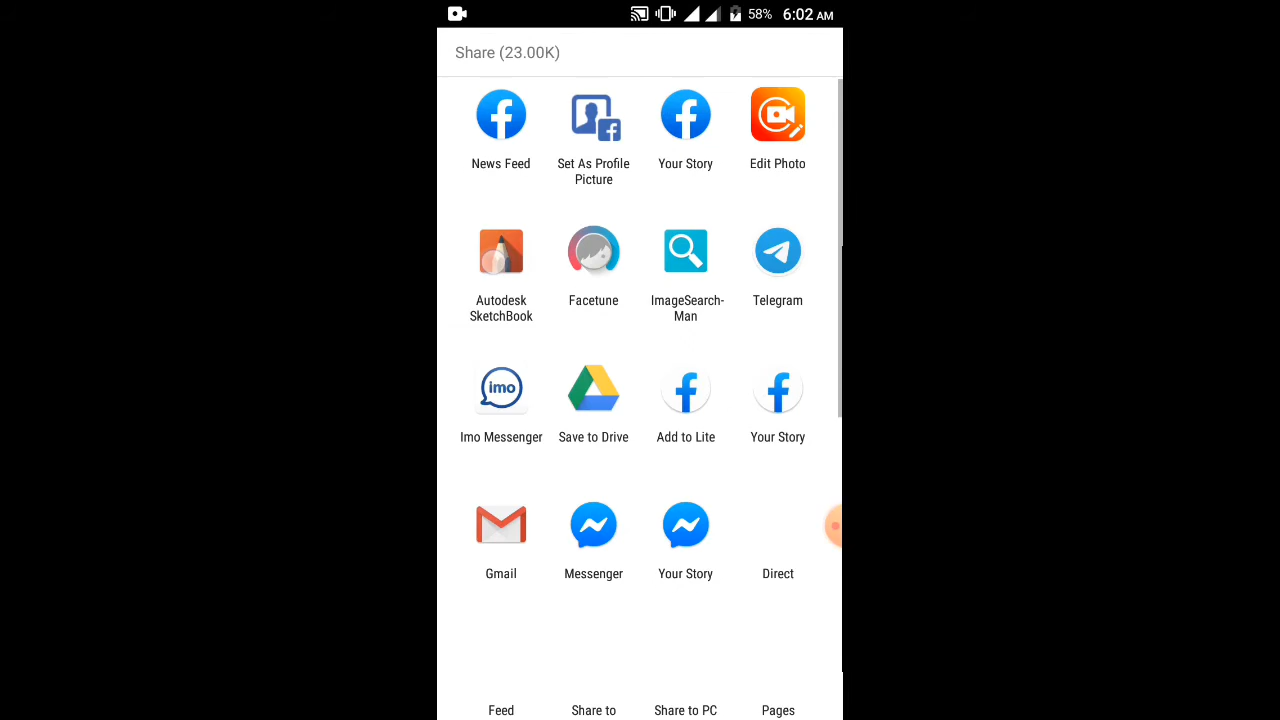 58% 6:02 AM
Share (23.00K)
News Feed
Set As Profile
Picture
Your Story
Edit Photo
Autodesk
SketchBook
Facetune
ImageSearch-
Man
Telegram
imo
Imo Messenger
Save to Drive
Add to Lite
Your Story
Gmail
Messenger
Your Story
Direct
Feed
Share to
Share to PC
Pages